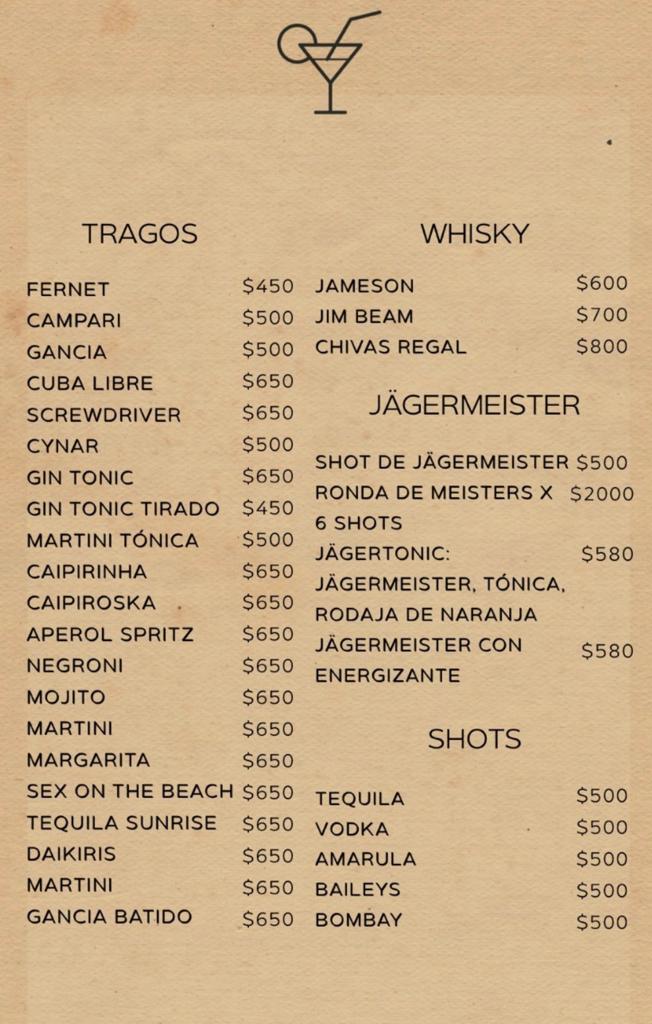 TRAGOS
FERNET $450
CAMPARI $500
GANCIA $500
CUBA LIBRE $650
SCREWDRIVER $650
CYNAR $500
GIN TONIC $650
GIN TONIC TIRADO $450
MARTINI TÓNICA $500
CAIPIRINHA $650
CAIPIROSKA $650
APEROL SPRITZ $650
NEGRONI $650
MOJITO $650
MARTINI $650
MARGARITA $650
SEX ON THE BEACH $650
TEQUILA SUNRISE $650
DAIKIRIS $650
MARTINI $650
GANCIA BATIDO $650
WHISKY
JAMESON $600
JIM BEAM $700
CHIVAS REGAL $800
JÄGERMEISTER
SHOT DE JÄGERMEISTER $500
RONDA DE MEISTERS X $2000
6 SHOTS
JÄGERTONIC: $580
JÄGERMEISTER, TÓNICA,
RODAJA DE NARANJA
JÄGERMEISTER CON $580
ENERGIZANTE
SHOTS
TEQUILA $500
VODKA $500
AMARULA $500
BAILEYS $500
BOMBAY $500